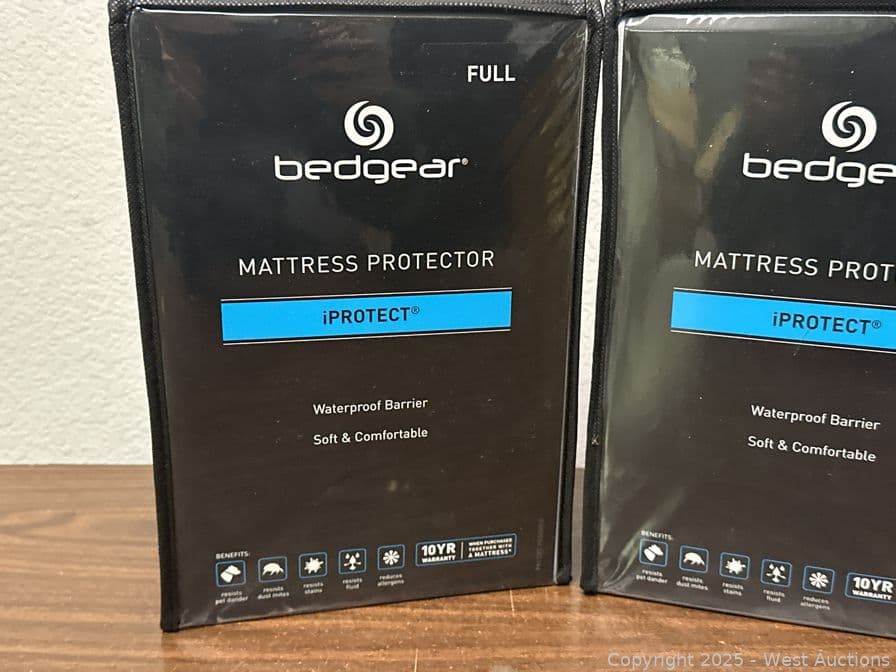 FULL
bedgear®
MATTRESS PROTECTOR
iPROTECT®
Waterproof Barrier
Soft & Comfortable
BENEFITS:
resists pet dander
resists dust mites
resists stains
resists fluid
reduces allergens
10YR WARRANTY
WHEN PURCHASED TOGETHER WITH A MATTRESS*
bedge
MATTRESS PROT
iPROTECT®
Waterproof Barrier
Soft & Comfortable
BENEFITS:
resists pet dander
resists dust mites
resists stains
resists fluid
reduces allergens
10YR WARRANTY
Copyright 2025 - West Auctions